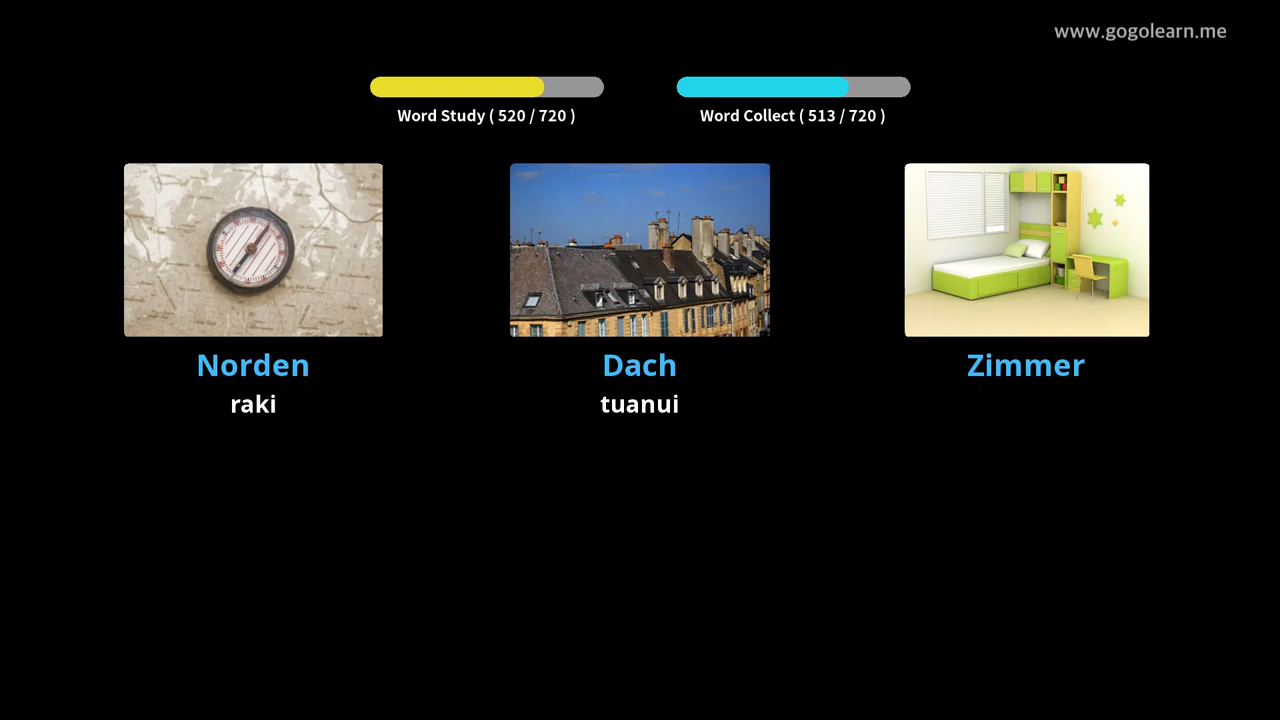 www.gogolearn.me
Word Study ( 520 / 720 )
Word Collect ( 513 / 720 )
Norden
raki
Dach
tuanui
Zimmer